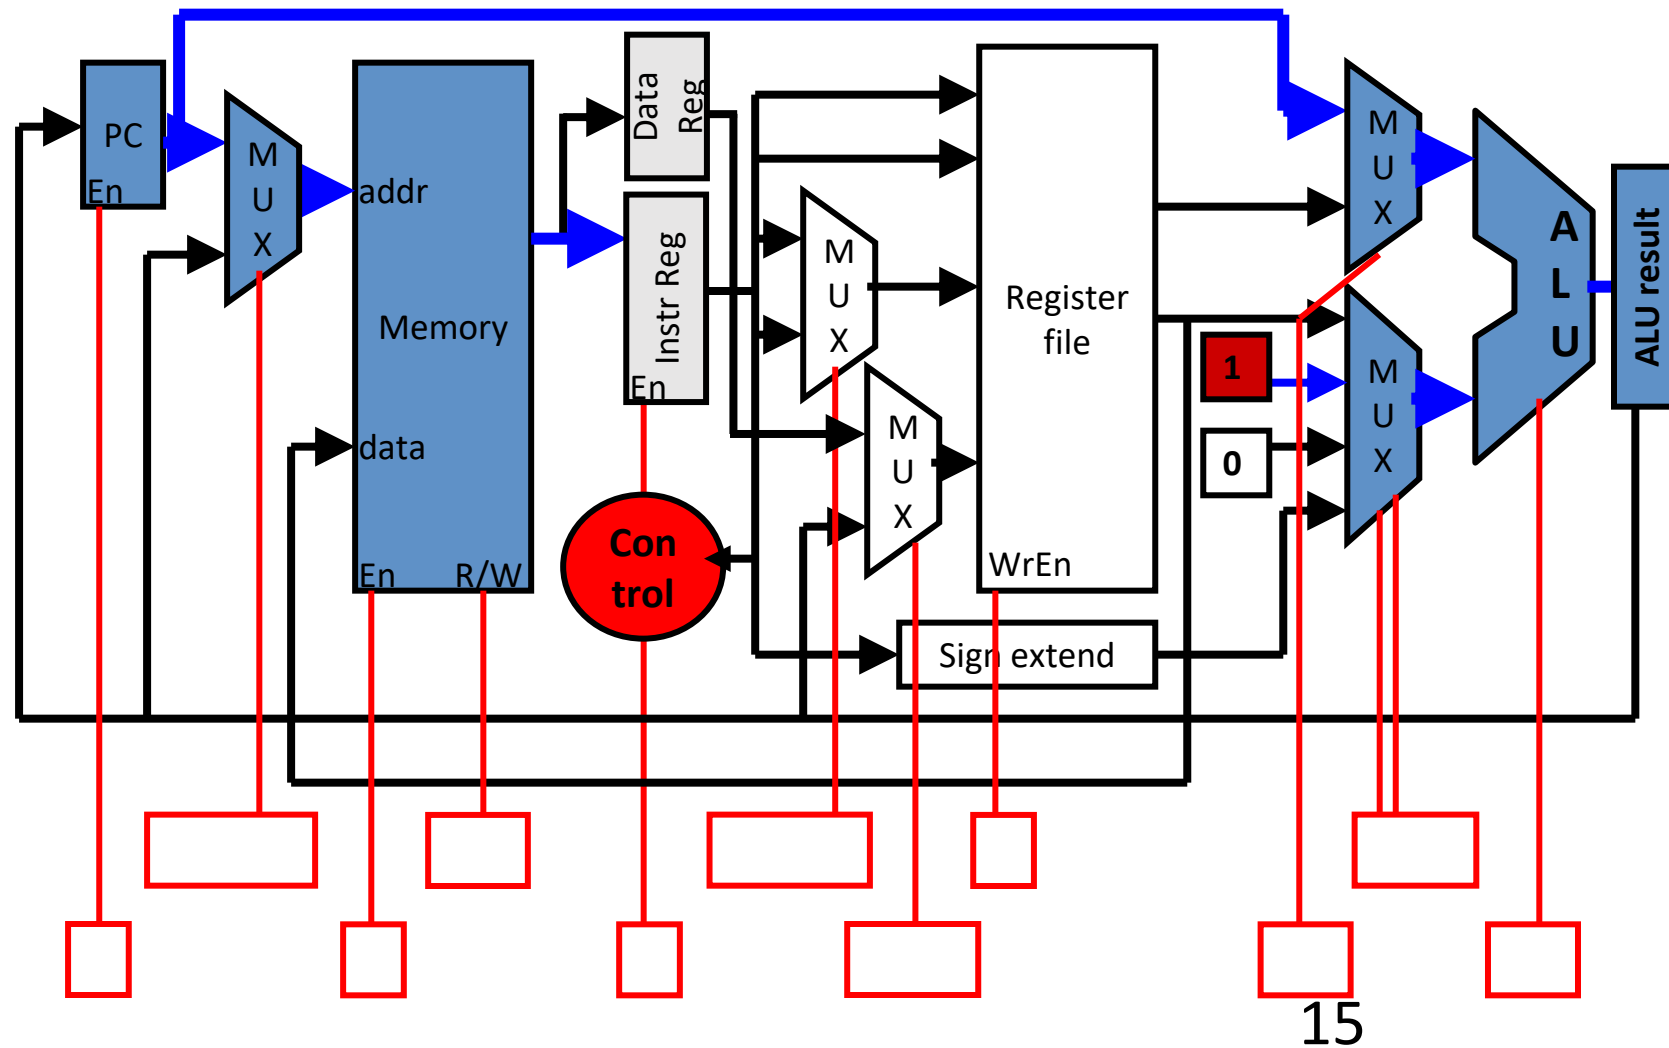 PC
En
M
U
X
addr
Memory
data
En
R/W
Data
Reg
Instr Reg
En
Con
trol
M
U
X
M
U
X
Register
file
WrEn
Sign extend
1
0
M
U
X
M
U
X
A
L
U
ALU result
15